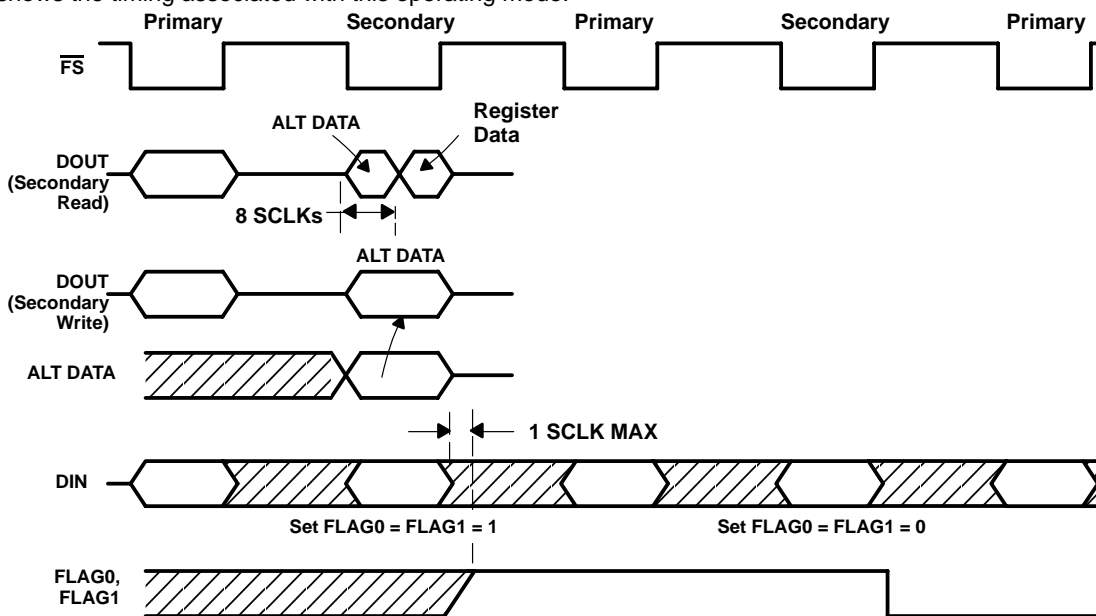 shows the timing associated with this operating mode.
Primary Secondary Primary Secondary Primary
FS
ALT DATA
Register
Data
DOUT
(Secondary
Read)
8 SCLKs
ALT DATA
DOUT
(Secondary
Write)
ALT DATA
1 SCLK MAX
DIN
Set FLAG0 = FLAG1 = 1 Set FLAG0 = FLAG1 = 0
FLAG0,
FLAG1